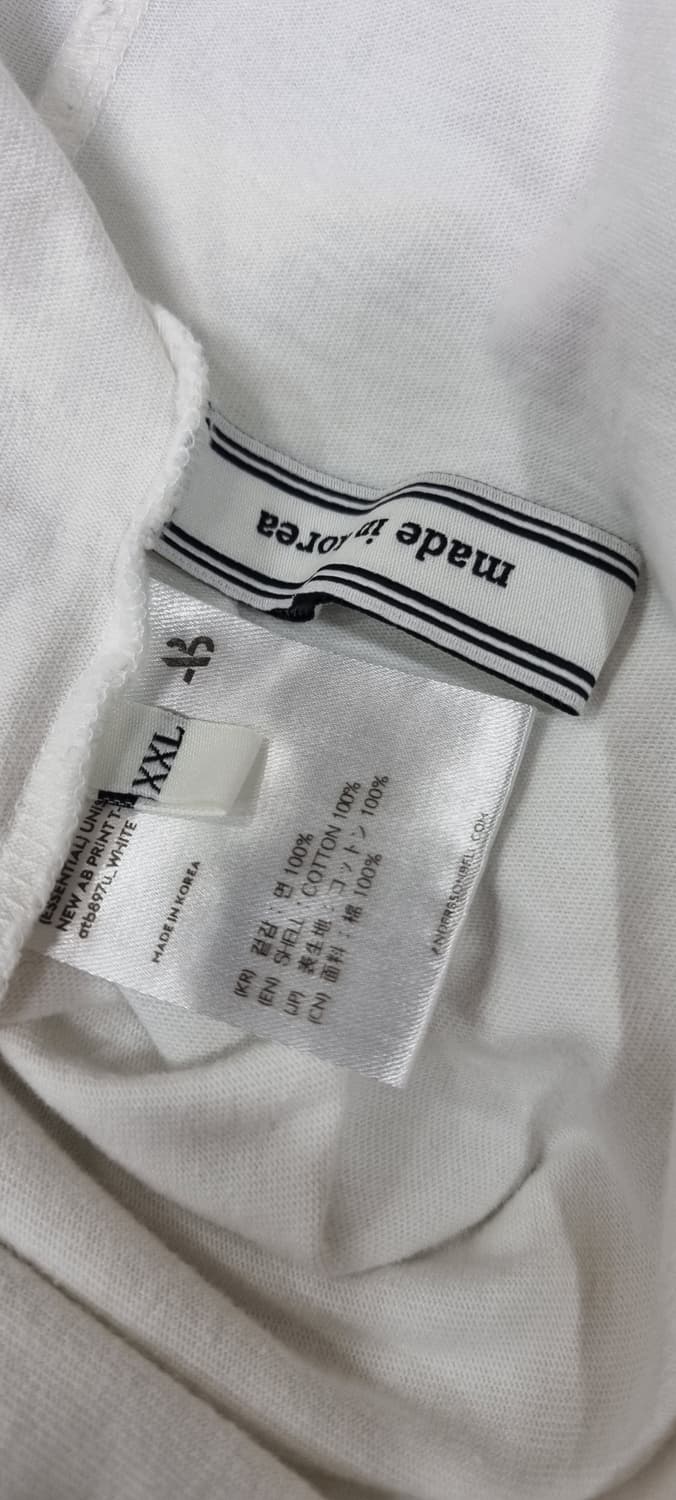 made in korea
XXL
(ESSENTIAL) UNIS
NEW AB PRINT T-
atb897u_WHITE
MADE IN KOREA
(KR) 겉감 : 면 100%
(EN) SHELL : COTTON 100%
(JP) 表生地 : コットン 100%
(CN) 面料 : 棉 100%
ANDERSSONBELL.COM